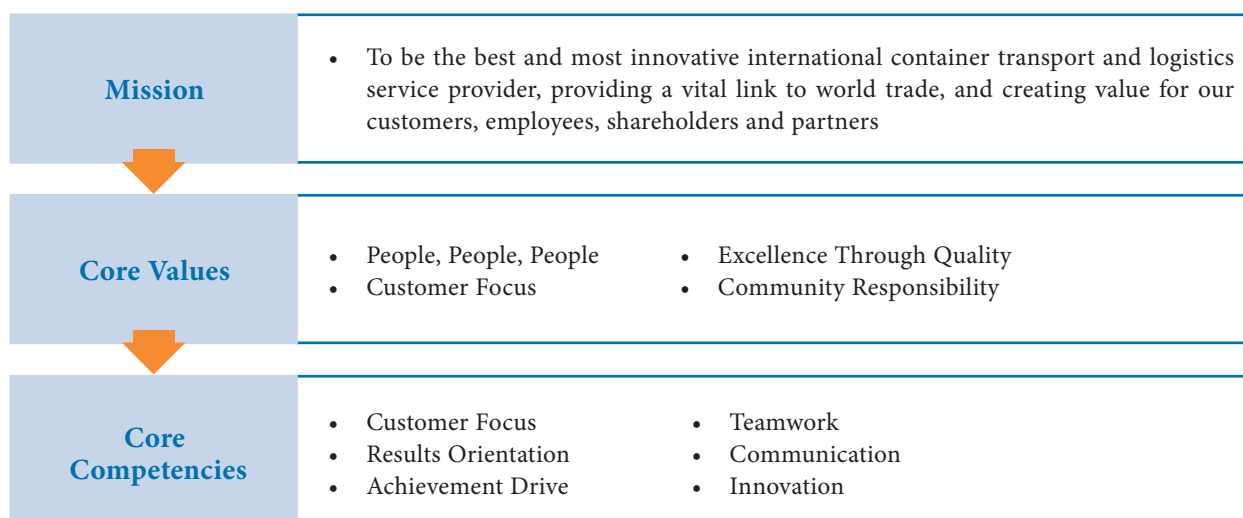 Mission
• To be the best and most innovative international container transport and logistics
service provider, providing a vital link to world trade, and creating value for our
customers, employees, shareholders and partners
Core Values
• People, People, People
• Customer Focus
• Excellence Through Quality
• Community Responsibility
Core
Competencies
• Customer Focus
• Results Orientation
• Achievement Drive
• Teamwork
• Communication
• Innovation